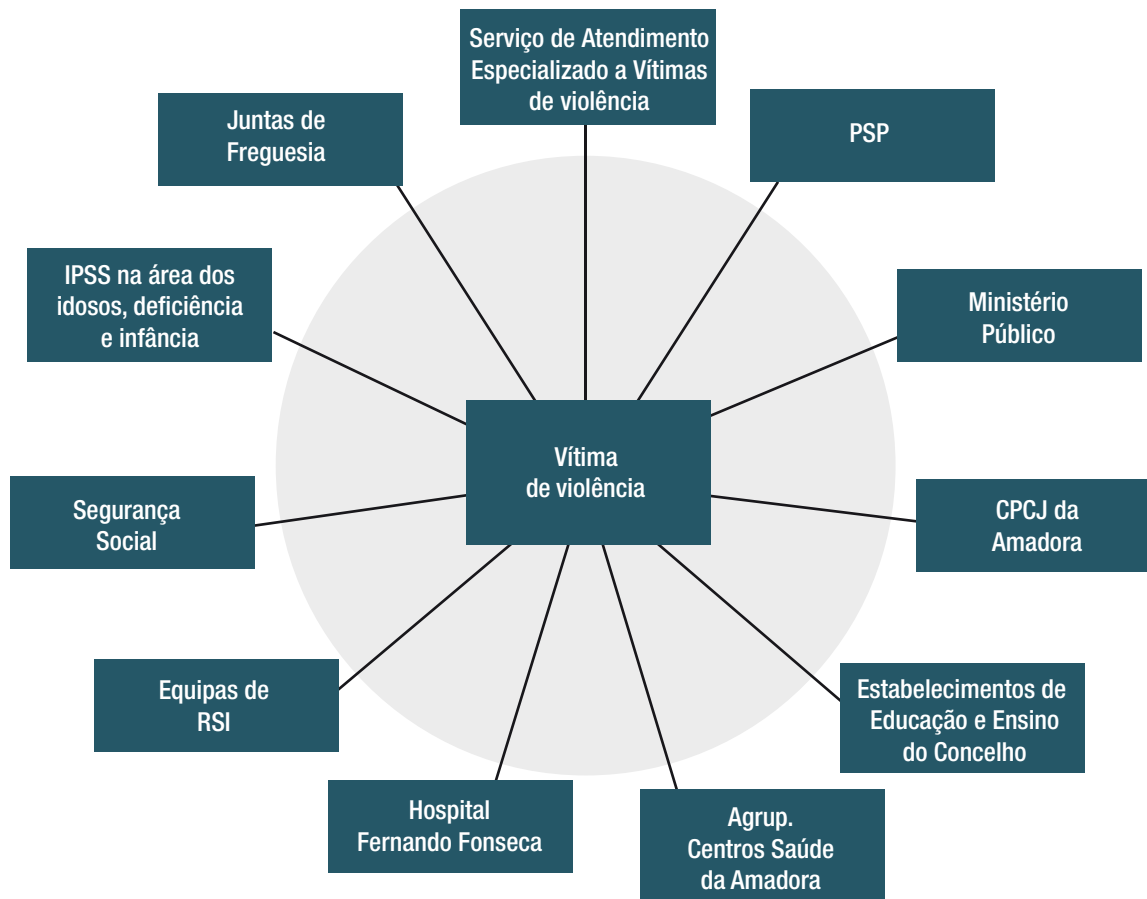 Serviço de Atendimento
Especializado a Vítimas
de violência
Juntas de
Freguesia
PSP
IPSS na área dos
idosos, deficiência
e infância
Ministério
Público
Vítima
de violência
Segurança
Social
CPCJ da
Amadora
Equipas de
RSI
Estabelecimentos de
Educação e Ensino
do Concelho
Hospital
Fernando Fonseca
Agrup.
Centros Saúde
da Amadora